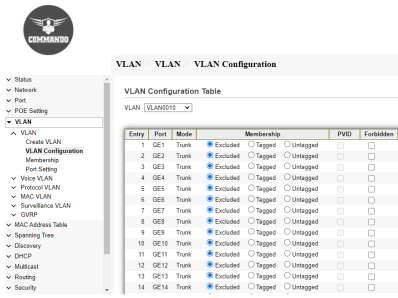 COMMANDO
VLAN VLAN VLAN Configuration
Status
Network
Port
POE Setting
VLAN
VLAN
Create VLAN
VLAN Configuration
Membership
Port Setting
Voice VLAN
Protocol VLAN
MAC VLAN
Surveillance VLAN
GVRP
MAC Address Table
Spanning Tree
Discovery
DHCP
Multicast
Routing
Security
VLAN Configuration Table
VLAN VLAN0010
Entry Port Mode Membership PVID Forbidden
1 GE1 Trunk Excluded Tagged Untagged
2 GE2 Trunk Excluded Tagged Untagged
3 GE3 Trunk Excluded Tagged Untagged
4 GE4 Trunk Excluded Tagged Untagged
5 GE5 Trunk Excluded Tagged Untagged
6 GE6 Trunk Excluded Tagged Untagged
7 GE7 Trunk Excluded Tagged Untagged
8 GE8 Trunk Excluded Tagged Untagged
9 GE9 Trunk Excluded Tagged Untagged
10 GE10 Trunk Excluded Tagged Untagged
11 GE11 Trunk Excluded Tagged Untagged
12 GE12 Trunk Excluded Tagged Untagged
13 GE13 Trunk Excluded Tagged Untagged
14 GE14 Trunk Excluded Tagged Untagged